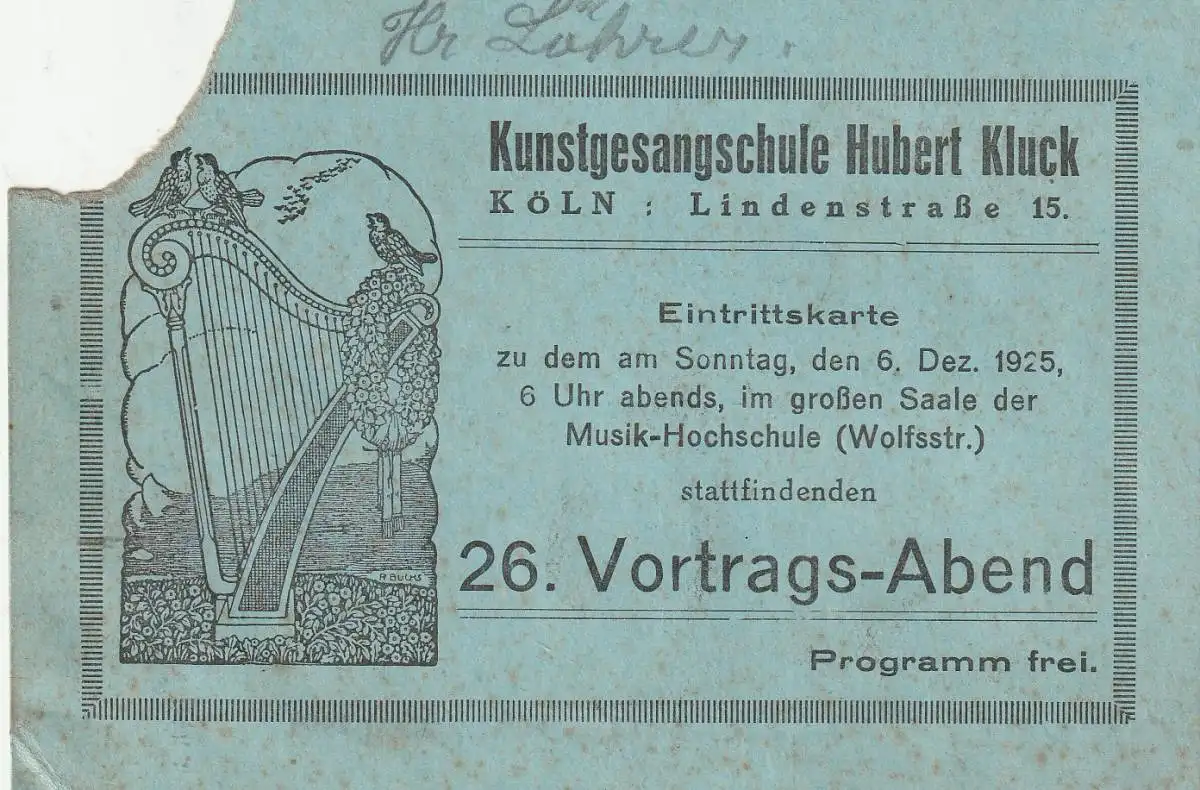 Hr Löhrer.
Kunstgesangschule Hubert Kluck
KÖLN : Lindenstraße 15.
Eintrittskarte
zu dem am Sonntag, den 6. Dez. 1925,
6 Uhr abends, im großen Saale der
Musik-Hochschule (Wolfsstr.)
stattfindenden
26. Vortrags-Abend
Programm frei.